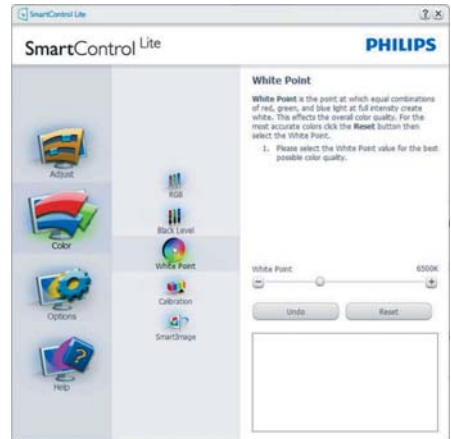 SmartControl Lite
SmartControl Lite
PHILIPS
Adjust
Color
Options
Help
RGB
Black Level
White Point
Calibration
SmartImage
White Point
White Point is the point at which equal combinations
of red, green, and blue light at full intensity create
white. This effects the overall color quality. For the
most accurate colors click the Reset button then
select the White Point.
1. Please select the White Point value for the best
possible color quality.
White Point 6500K
Undo Reset